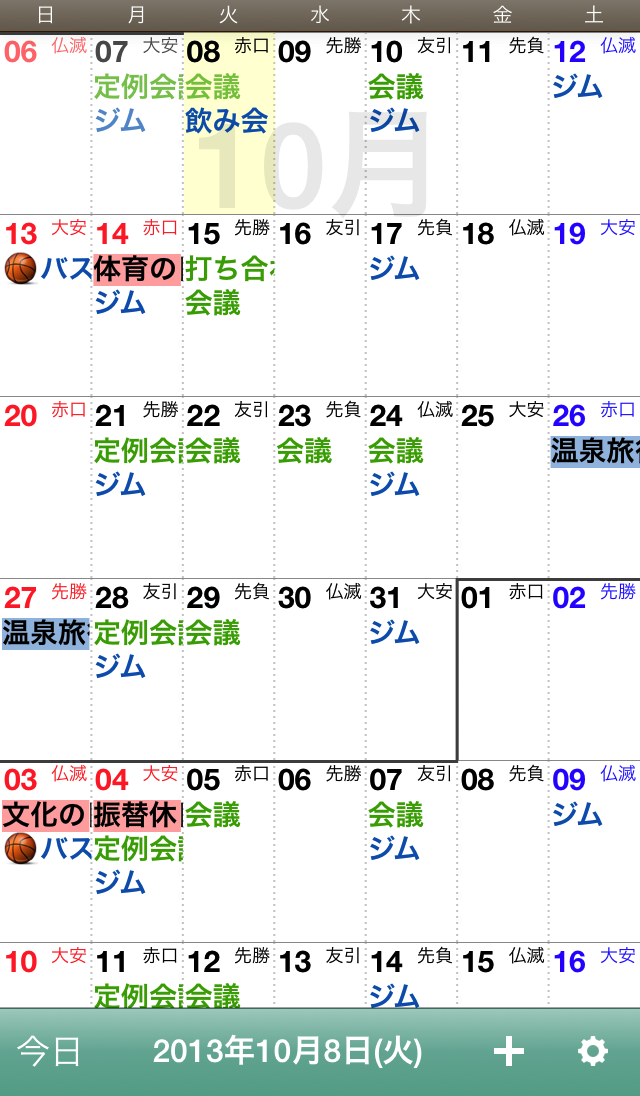 日 月 火 水 木 金 土
10月
06 仏滅 07 大安 08 赤口 09 先勝 10 友引 11 先負 12 仏滅
定例会 会議 会議 ジム
ジム 飲み会 ジム
13 大安 14 赤口 15 先勝 16 友引 17 先負 18 仏滅 19 大安
バス 体育の 打ち合 ジム
ジム 会議
20 赤口 21 先勝 22 友引 23 先負 24 仏滅 25 大安 26 赤口
定例会 会議 会議 会議 温泉旅
ジム ジム
27 先勝 28 友引 29 先負 30 仏滅 31 大安 01 赤口 02 先勝
温泉旅 定例会 会議 ジム
ジム
03 仏滅 04 大安 05 赤口 06 先勝 07 友引 08 先負 09 仏滅
文化の 振替休 会議 会議 ジム
バス 定例会 ジム
ジム
10 大安 11 赤口 12 先勝 13 友引 14 先負 15 仏滅 16 大安
定例会 会議 ジム
今日 2013年10月8日(火)